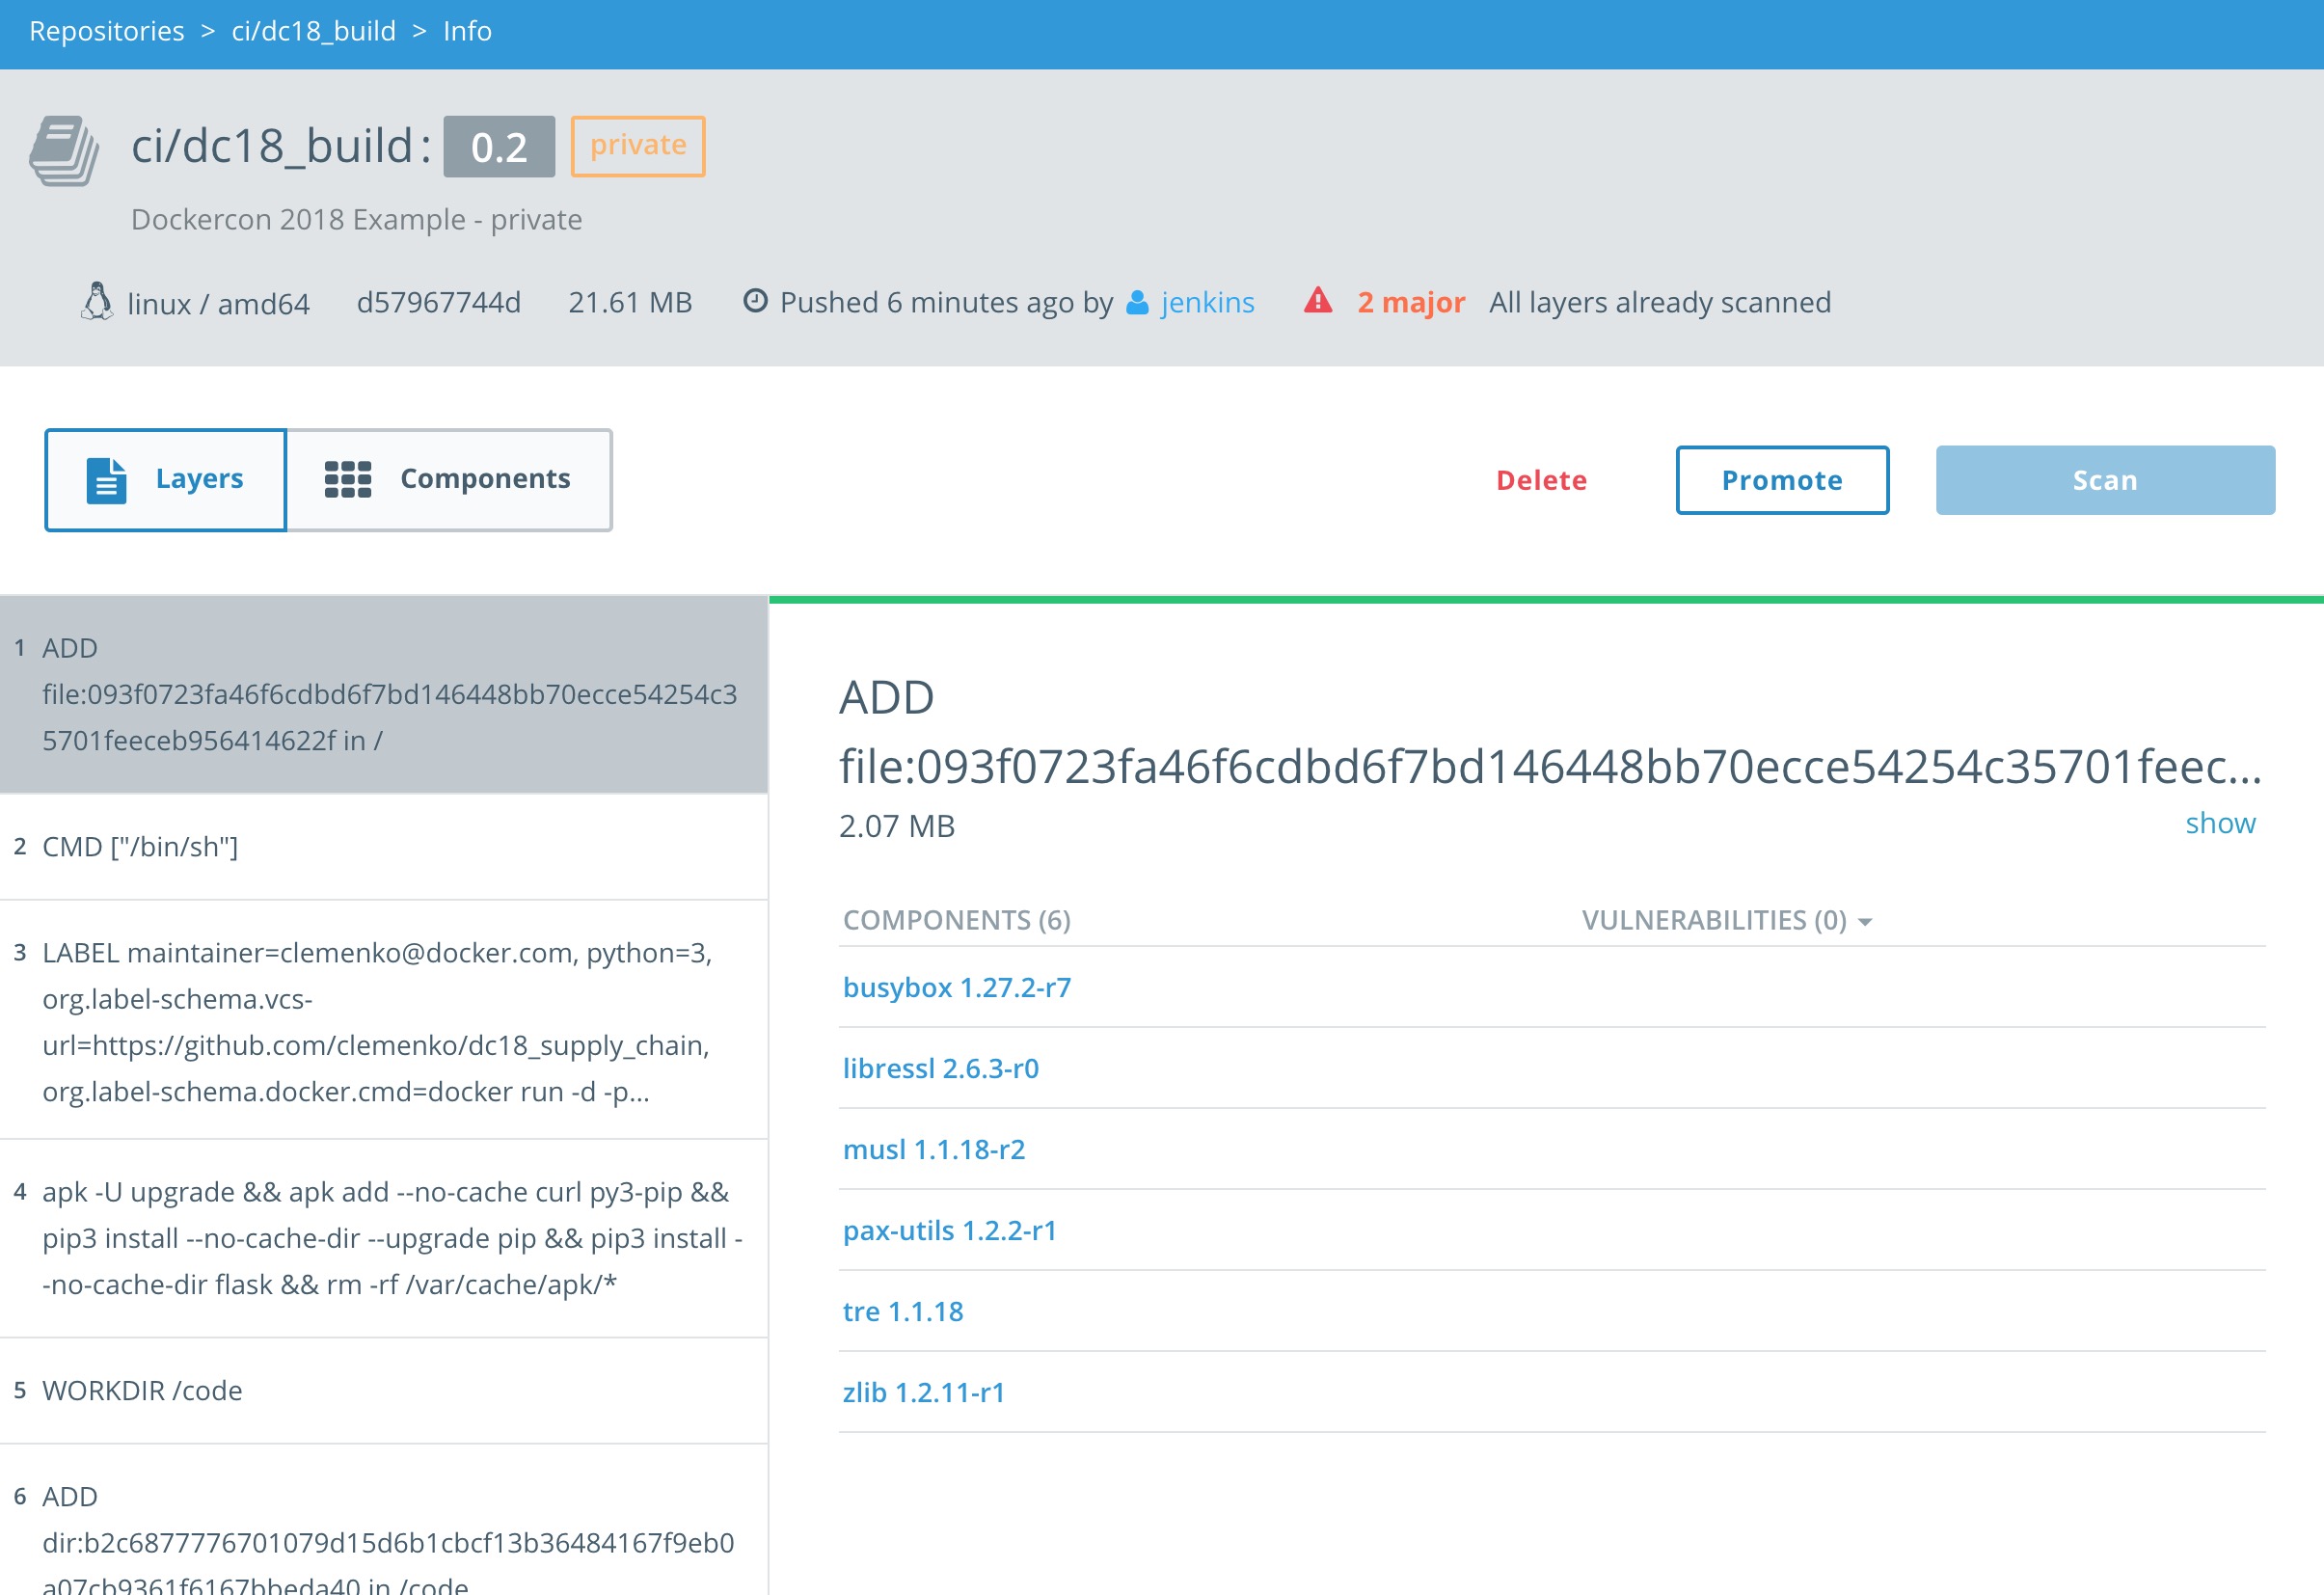 Repositories > ci/dc18_build > Info
ci/dc18_build : 0.2 private
Dockercon 2018 Example - private
linux / amd64 d57967744d 21.61 MB Pushed 6 minutes ago by jenkins 2 major All layers already scanned
Layers Components Delete Promote Scan
1 ADD
file:093f0723fa46f6cdbd6f7bd146448bb70ecce54254c3
5701feeceb956414622f in /
2 CMD ["/bin/sh"]
3 LABEL maintainer=clemenko@docker.com, python=3,
org.label-schema.vcs-
url=https://github.com/clemenko/dc18_supply_chain,
org.label-schema.docker.cmd=docker run -d -p...
4 apk -U upgrade && apk add --no-cache curl py3-pip &&
pip3 install --no-cache-dir --upgrade pip && pip3 install -
-no-cache-dir flask && rm -rf /var/cache/apk/*
5 WORKDIR /code
6 ADD
dir:b2c6877776701079d15d6b1cbcf13b36484167f9eb0
a07cb9361f6167bbeda40 in /code
ADD
file:093f0723fa46f6cdbd6f7bd146448bb70ecce54254c35701feec...
2.07 MB show
COMPONENTS (6) VULNERABILITIES (0)
busybox 1.27.2-r7
libressl 2.6.3-r0
musl 1.1.18-r2
pax-utils 1.2.2-r1
tre 1.1.18
zlib 1.2.11-r1